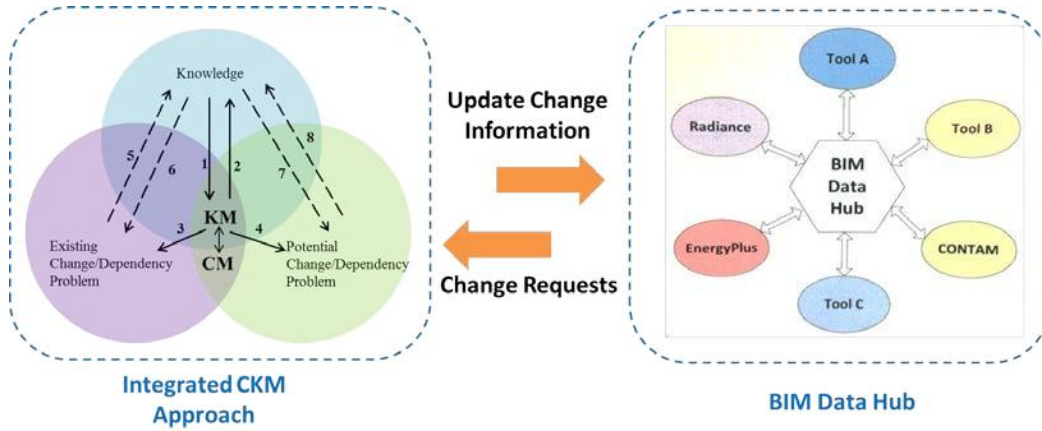 Knowledge
5
6
1
2
7
8
3
4
KM
CM
Existing
Change/Dependency
Problem
Potential
Change/Dependency
Problem
Integrated CKM
Approach
Update Change
Information
Change Requests
Tool A
Radiance
Tool B
BIM
Data
Hub
EnergyPlus
CONTAM
Tool C
BIM Data Hub